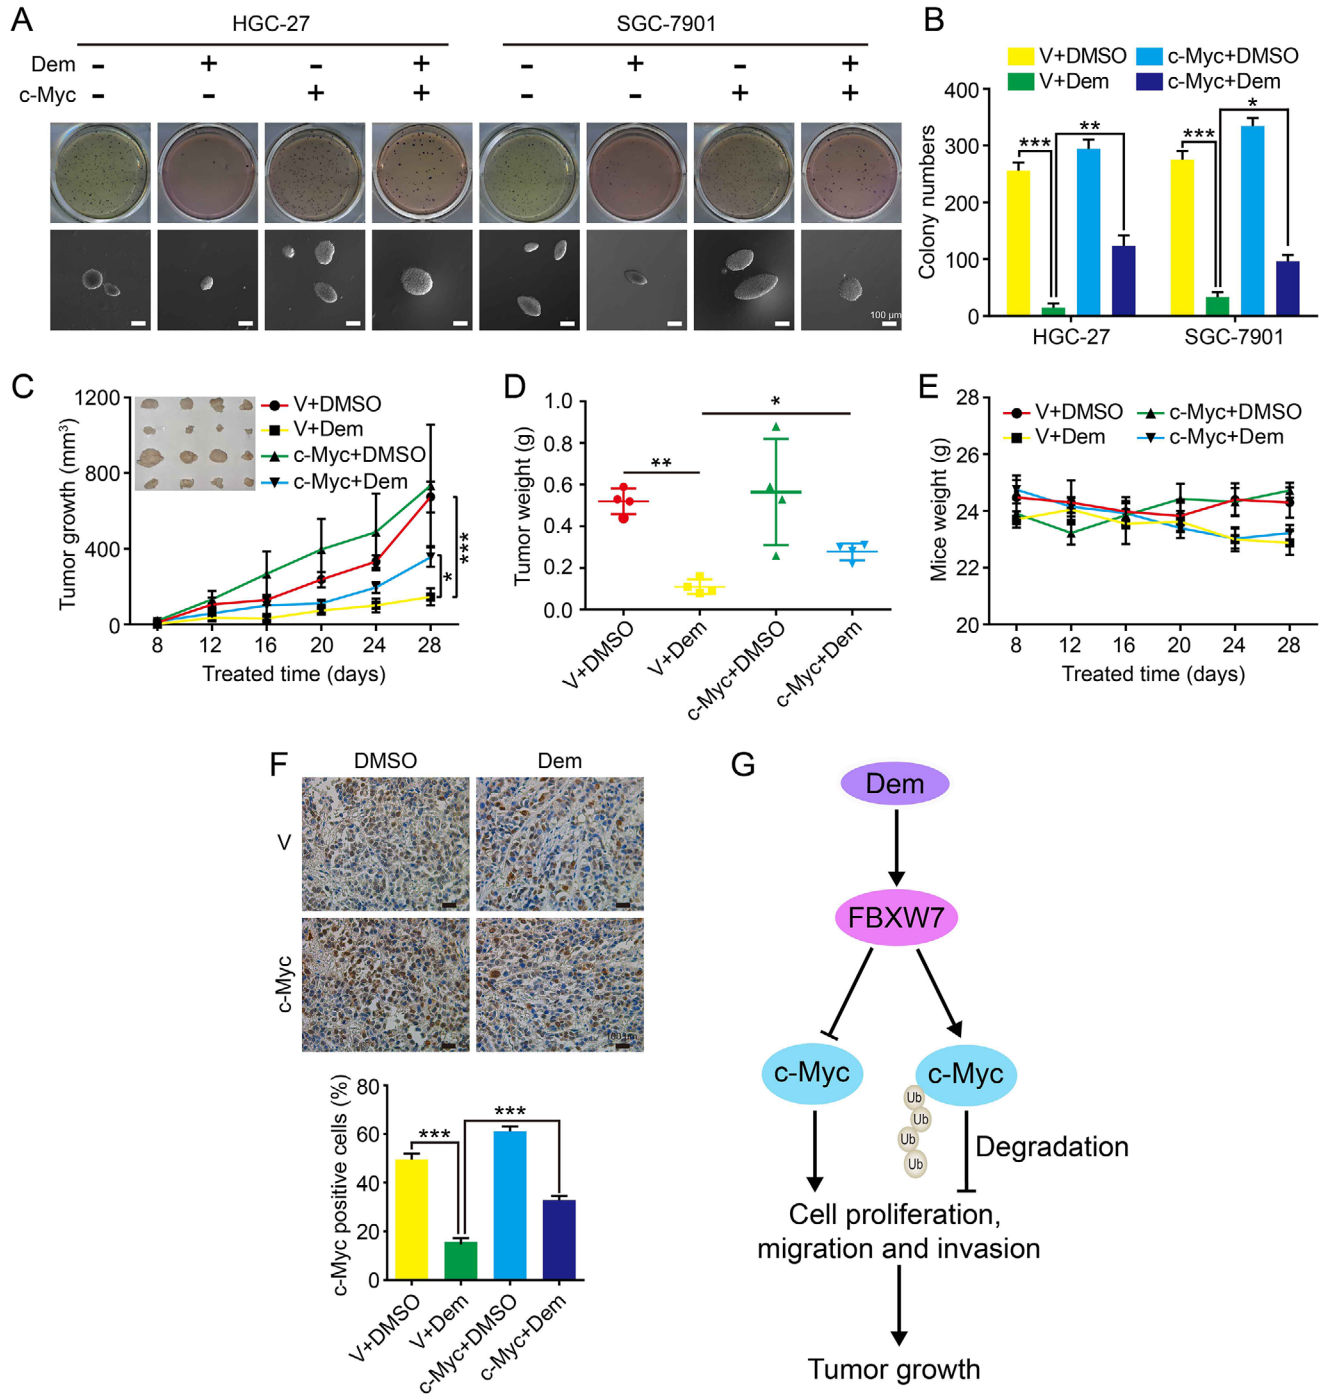 A
HGC-27
SGC-7901
Dem - + - + - + - +
c-Myc - - + + - - + +
100 μm
B
V+DMSO
c-Myc+DMSO
V+Dem
c-Myc+Dem
Colony numbers
400
300
200
100
0
***
**
***
*
HGC-27
SGC-7901
C
Tumor growth (mm³)
1200
800
400
0
V+DMSO
V+Dem
c-Myc+DMSO
c-Myc+Dem
*
***
8 12 16 20 24 28
Treated time (days)
D
Tumor weight (g)
1.0
0.8
0.6
0.4
0.2
0.0
**
*
V+DMSO
V+Dem
c-Myc+DMSO
c-Myc+Dem
E
Mice weight (g)
28
26
24
22
20
V+DMSO
c-Myc+DMSO
V+Dem
c-Myc+Dem
8 12 16 20 24 28
Treated time (days)
F
DMSO
Dem
V
c-Myc
c-Myc positive cells (%)
80
60
40
20
0
***
***
V+DMSO
V+Dem
c-Myc+DMSO
c-Myc+Dem
G
Dem
FBXW7
c-Myc
c-Myc
Ub
Ub
Ub
Ub
Degradation
Cell proliferation,
migration and invasion
Tumor growth